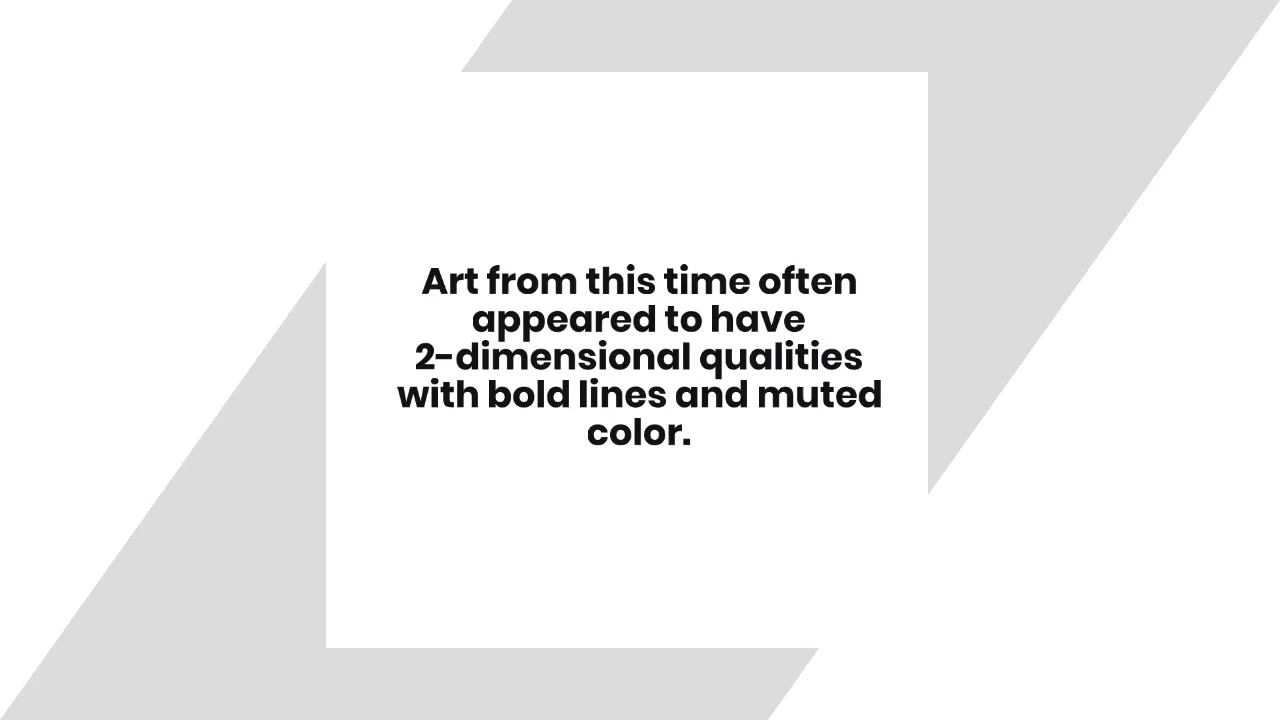 Art from this time often
appeared to have
2-dimensional qualities
with bold lines and muted
color.